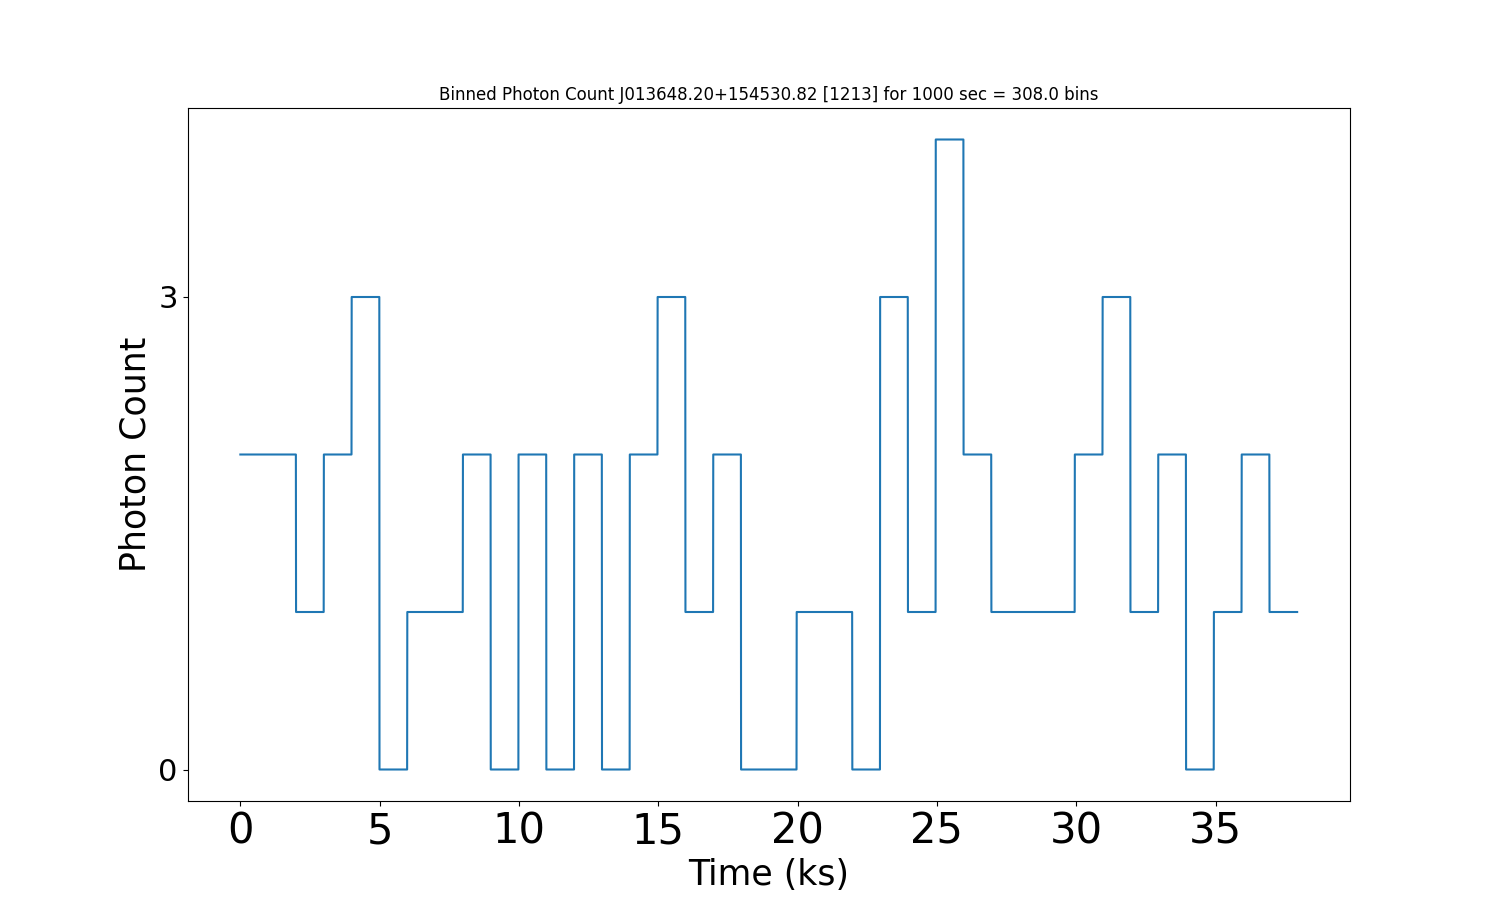 Binned Photon Count J013648.20+154530.82 [1213] for 1000 sec = 308.0 bins
Photon Count
3
0
0 5 10 15 20 25 30 35
Time (ks)